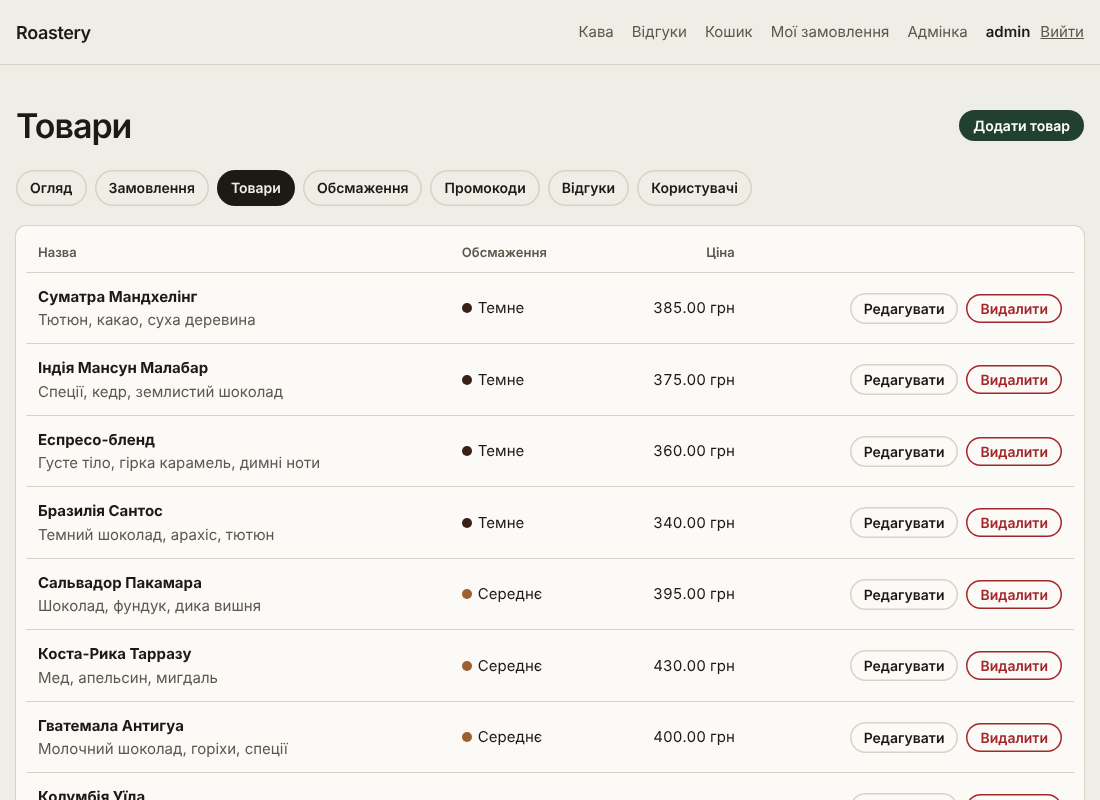 Roastery
Кава Відгуки Кошик Мої замовлення Адмінка admin Вийти
Товари
Додати товар
Огляд Замовлення Товари Обсмаження Промокоди Відгуки Користувачі
Назва Обсмаження Ціна
Суматра Мандхелінг
Тютюн, какао, суха деревина
Темне 385.00 грн Редагувати Видалити
Індія Мансун Малабар
Спеції, кедр, землистий шоколад
Темне 375.00 грн Редагувати Видалити
Еспресо-бленд
Густе тіло, гірка карамель, димні ноти
Темне 360.00 грн Редагувати Видалити
Бразилія Сантос
Темний шоколад, арахіс, тютюн
Темне 340.00 грн Редагувати Видалити
Сальвадор Пакамара
Шоколад, фундук, дика вишня
Середнє 395.00 грн Редагувати Видалити
Коста-Рика Тарразу
Мед, апельсин, мигдаль
Середнє 430.00 грн Редагувати Видалити
Гватемала Антигуа
Молочний шоколад, горіхи, спеції
Середнє 400.00 грн Редагувати Видалити
Колумбія Уїла